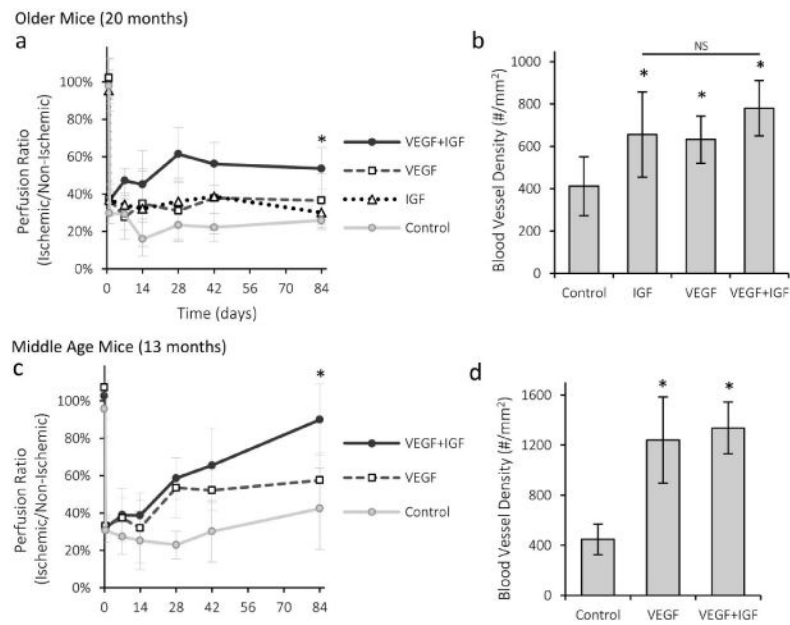 Older Mice (20 months)
a
Perfusion Ratio
(Ischemic/Non-Ischemic)
100%
80%
60%
40%
20%
0%
0 14 28 42 56 70 84
Time (days)
*
VEGF+IGF
VEGF
IGF
Control
b
Blood Vessel Density (#/mm²)
1000
800
600
400
200
0
NS
* * *
Control IGF VEGF VEGF+IGF
Middle Age Mice (13 months)
c
Perfusion Ratio
(Ischemic/Non-Ischemic)
100%
80%
60%
40%
20%
0%
0 14 28 42 56 70 84
*
VEGF+IGF
VEGF
Control
d
Blood Vessel Density (#/mm²)
1600
1200
800
400
0
* *
Control VEGF VEGF+IGF